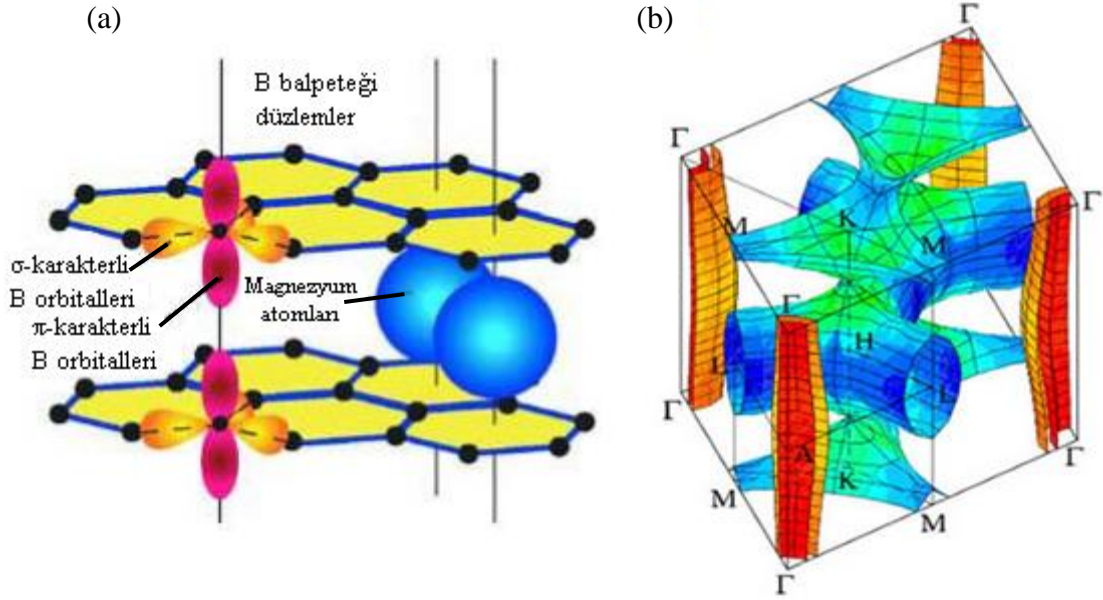 (a)
B balpeteği
düzlemler
σ-karakterli
B orbitalleri
π-karakterli
B orbitalleri
Magnezyum
atomları
(b)
Γ
Γ
Γ
M
K
M
Γ
H
L
L
Γ
A
K
Γ
M
M
Γ